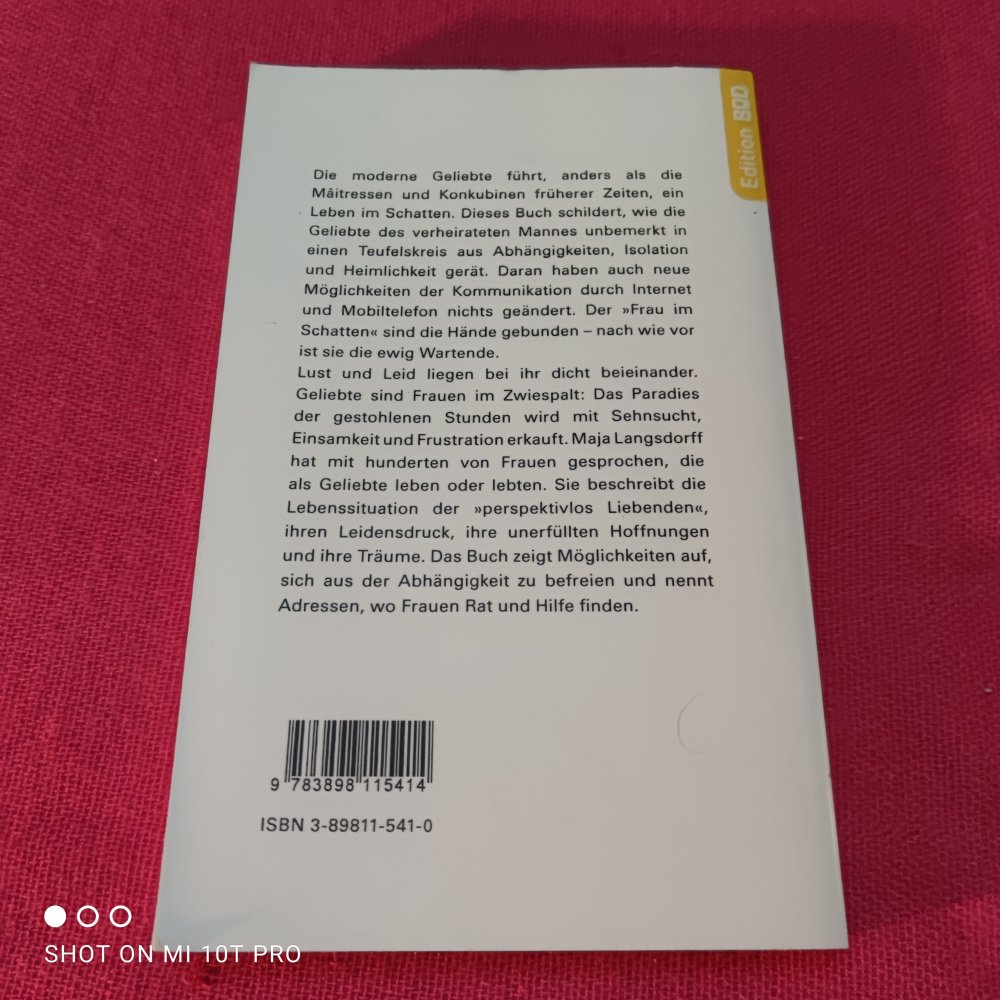 Edition BOD
Die moderne Geliebte führt, anders als die
Mâitressen und Konkubinen früherer Zeiten, ein
Leben im Schatten. Dieses Buch schildert, wie die
Geliebte des verheirateten Mannes unbemerkt in
einen Teufelskreis aus Abhängigkeiten, Isolation
und Heimlichkeit gerät. Daran haben auch neue
Möglichkeiten der Kommunikation durch Internet
und Mobiltelefon nichts geändert. Der »Frau im
Schatten« sind die Hände gebunden – nach wie vor
ist sie die ewig Wartende.
Lust und Leid liegen bei ihr dicht beieinander.
Geliebte sind Frauen im Zwiespalt: Das Paradies
der gestohlenen Stunden wird mit Sehnsucht,
Einsamkeit und Frustration erkauft. Maja Langsdorff
hat mit hunderten von Frauen gesprochen, die
als Geliebte leben oder lebten. Sie beschreibt die
Lebenssituation der »perspektivlos Liebenden«,
ihren Leidensdruck, ihre unerfüllten Hoffnungen
und ihre Träume. Das Buch zeigt Möglichkeiten auf,
sich aus der Abhängigkeit zu befreien und nennt
Adressen, wo Frauen Rat und Hilfe finden.
9 783898 115414
ISBN 3-89811-541-0
SHOT ON MI 10T PRO